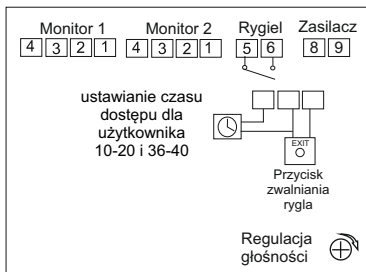 Monitor 1 Monitor 2 Rygiel Zasilacz
4 3 2 1 4 3 2 1 5 6 8 9
ustawianie czasu
dostępu dla
użytkownika
10-20 i 36-40
EXIT
Przycisk
zwalniania
rygla
Regulacja
głośności